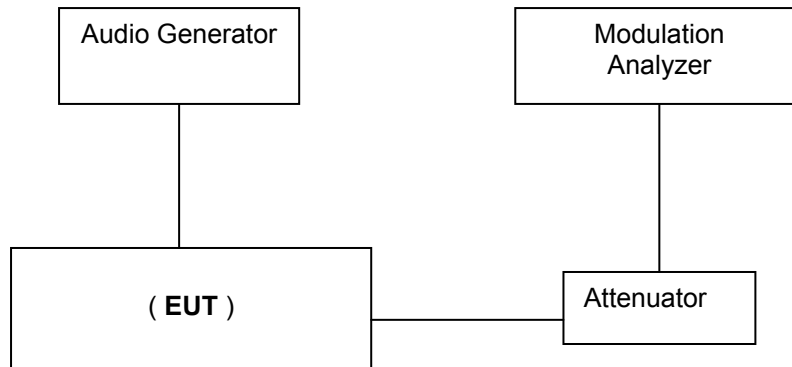 Audio Generator
Modulation
Analyzer
( EUT )
Attenuator